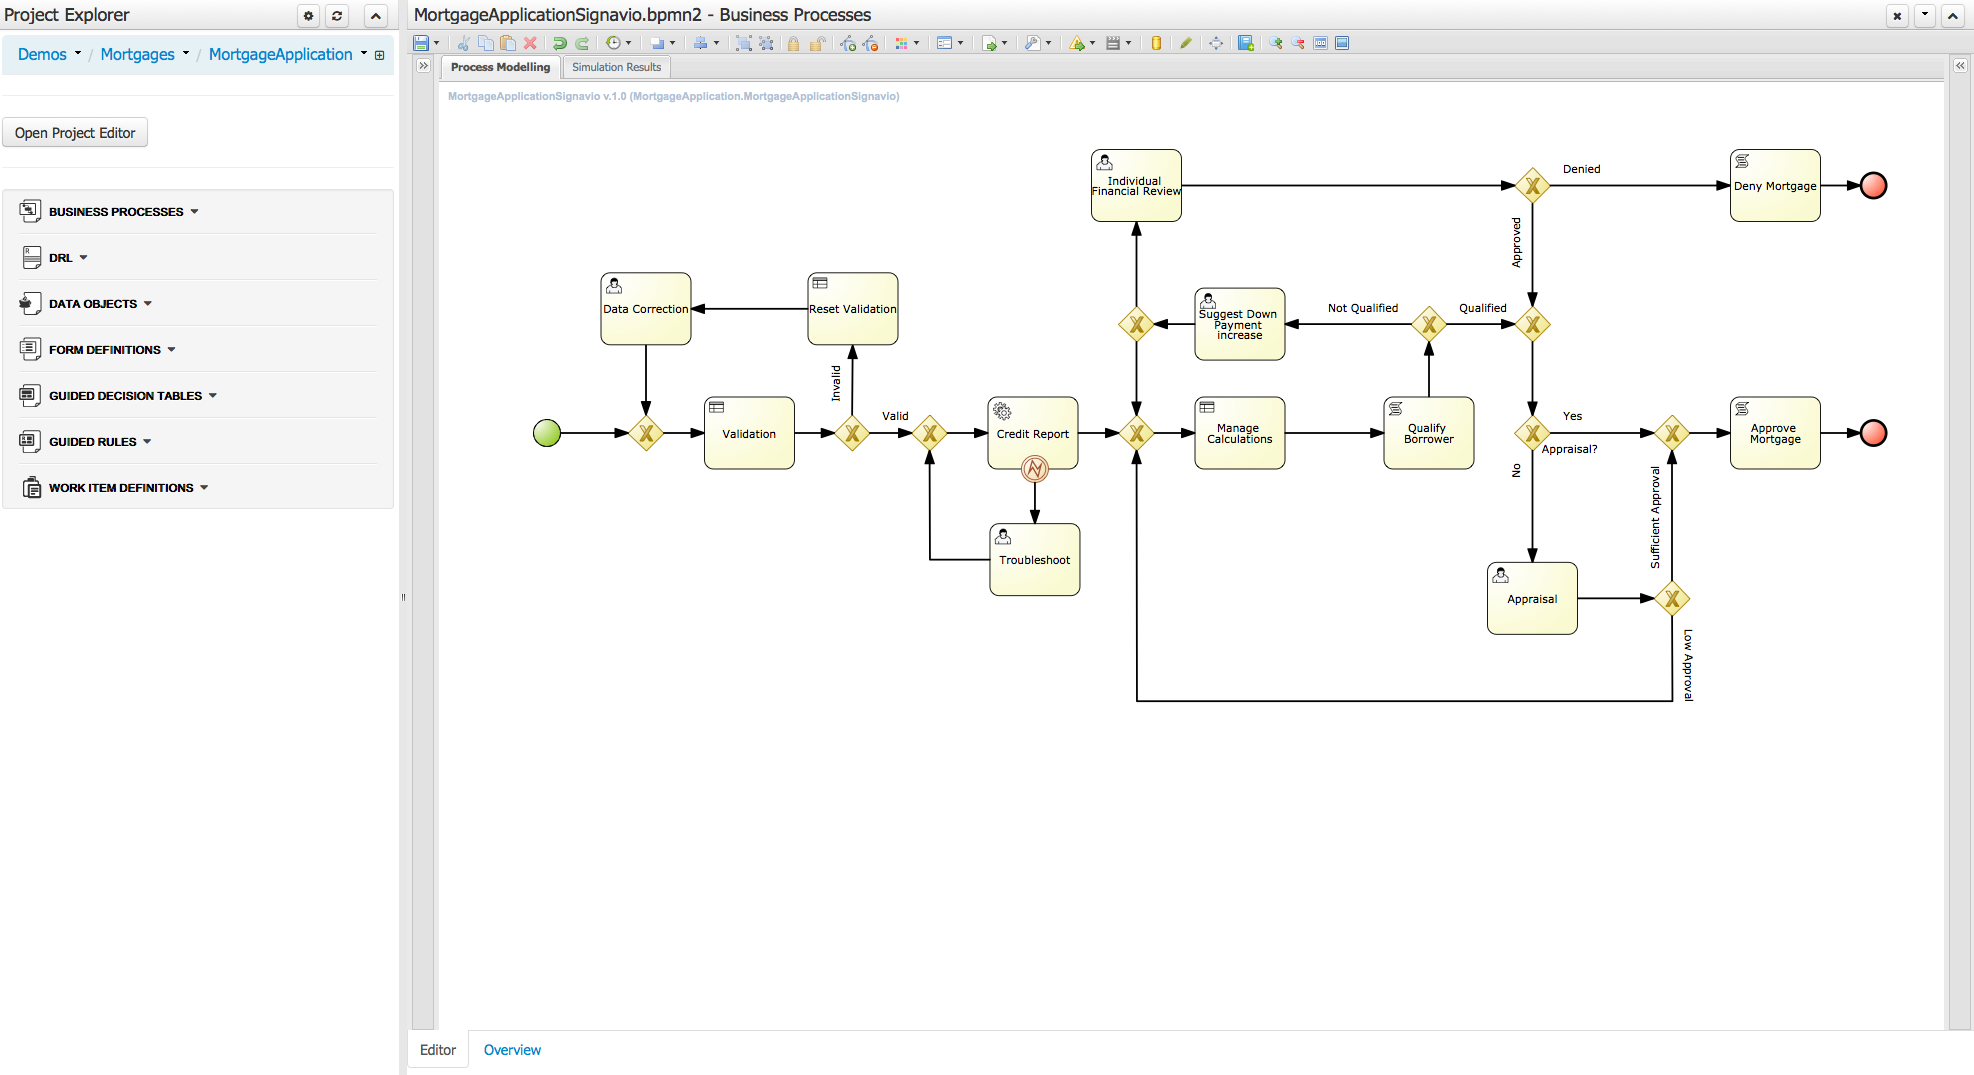 Project Explorer
Demos / Mortgages / MortgageApplication
Open Project Editor
BUSINESS PROCESSES
DRL
DATA OBJECTS
FORM DEFINITIONS
GUIDED DECISION TABLES
GUIDED RULES
WORK ITEM DEFINITIONS
MortgageApplicationSignavio.bpmn2 - Business Processes
Process Modelling
Simulation Results
MortgageApplicationSignavio v.1.0 (MortgageApplication.MortgageApplicationSignavio)
Individual
Financial Review
Denied
Deny Mortgage
Approved
Data Correction
Reset Validation
Suggest Down
Payment
increase
Not Qualified
Qualified
Invalid
Validation
Valid
Credit Report
Manage
Calculations
Qualify
Borrower
Yes
Appraisal?
No
Approve
Mortgage
Sufficient Approval
Troubleshoot
Appraisal
Low Approval
Editor
Overview